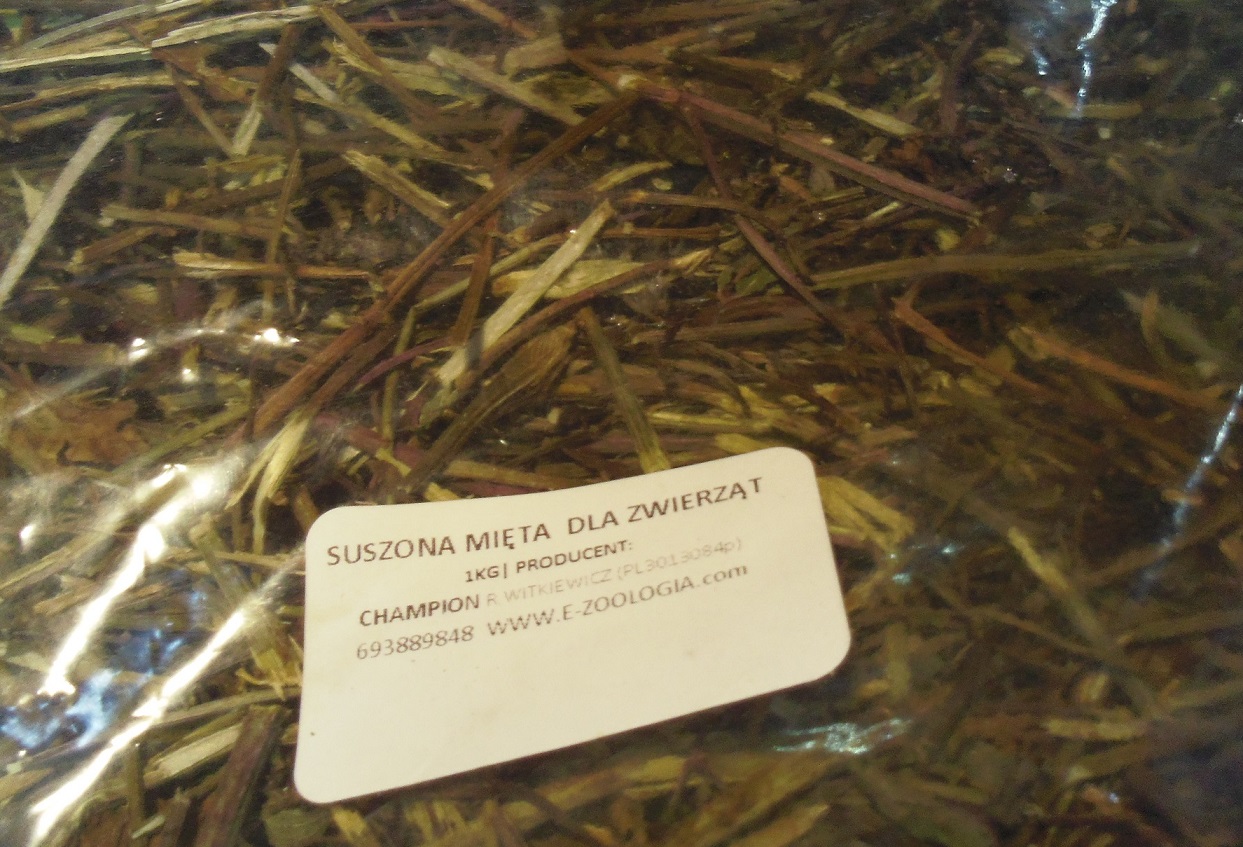 SUSZONA MIĘTA DLA ZWIERZĄT
1KG| PRODUCENT:
CHAMPION R WITKIEWICZ (PL3013084p)
693889848 WWW.E-ZOOLOGIA.com